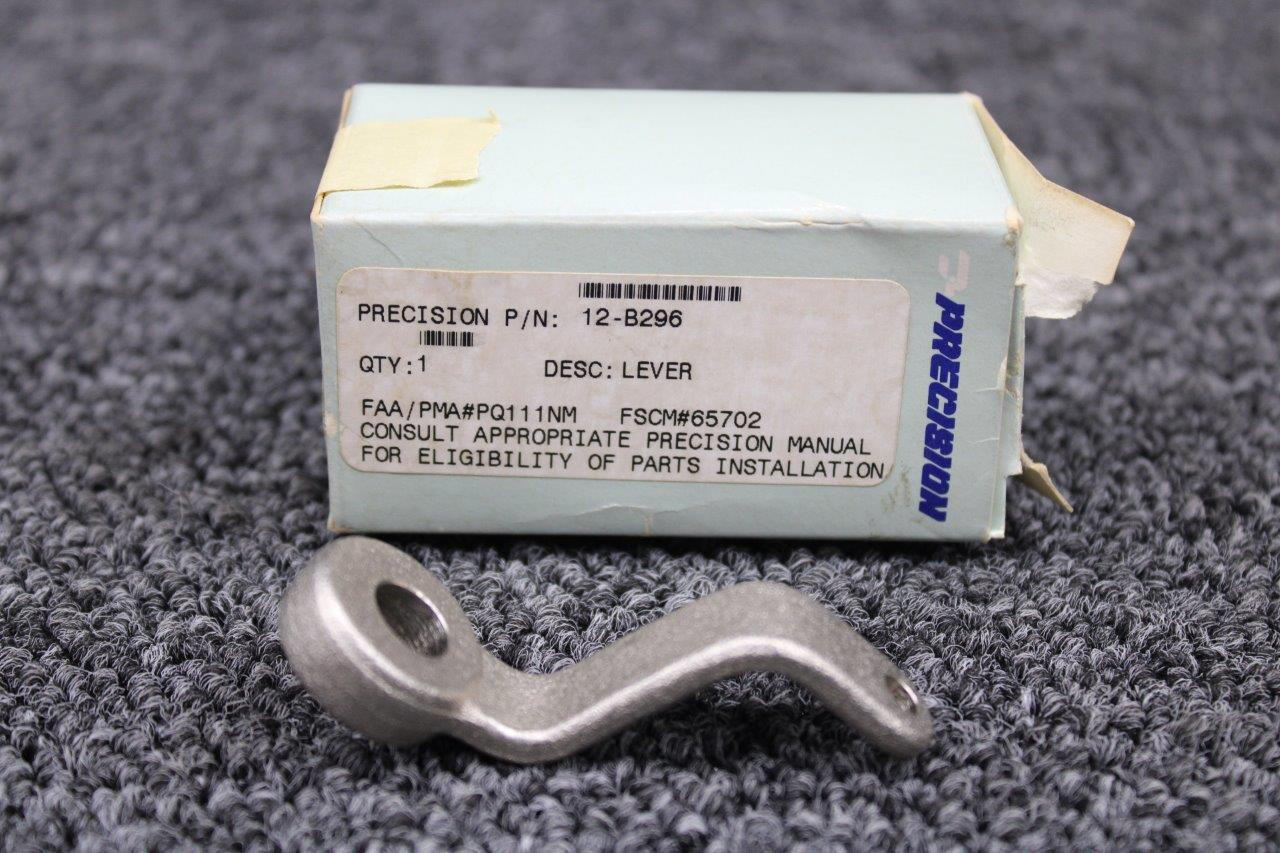 PRECISION P/N: 12-B296
QTY:1 DESC: LEVER
FAA/PMA#PQ111NM FSCM#65702
CONSULT APPROPRIATE PRECISION MANUAL
FOR ELIGIBILITY OF PARTS INSTALLATION
PRECISION